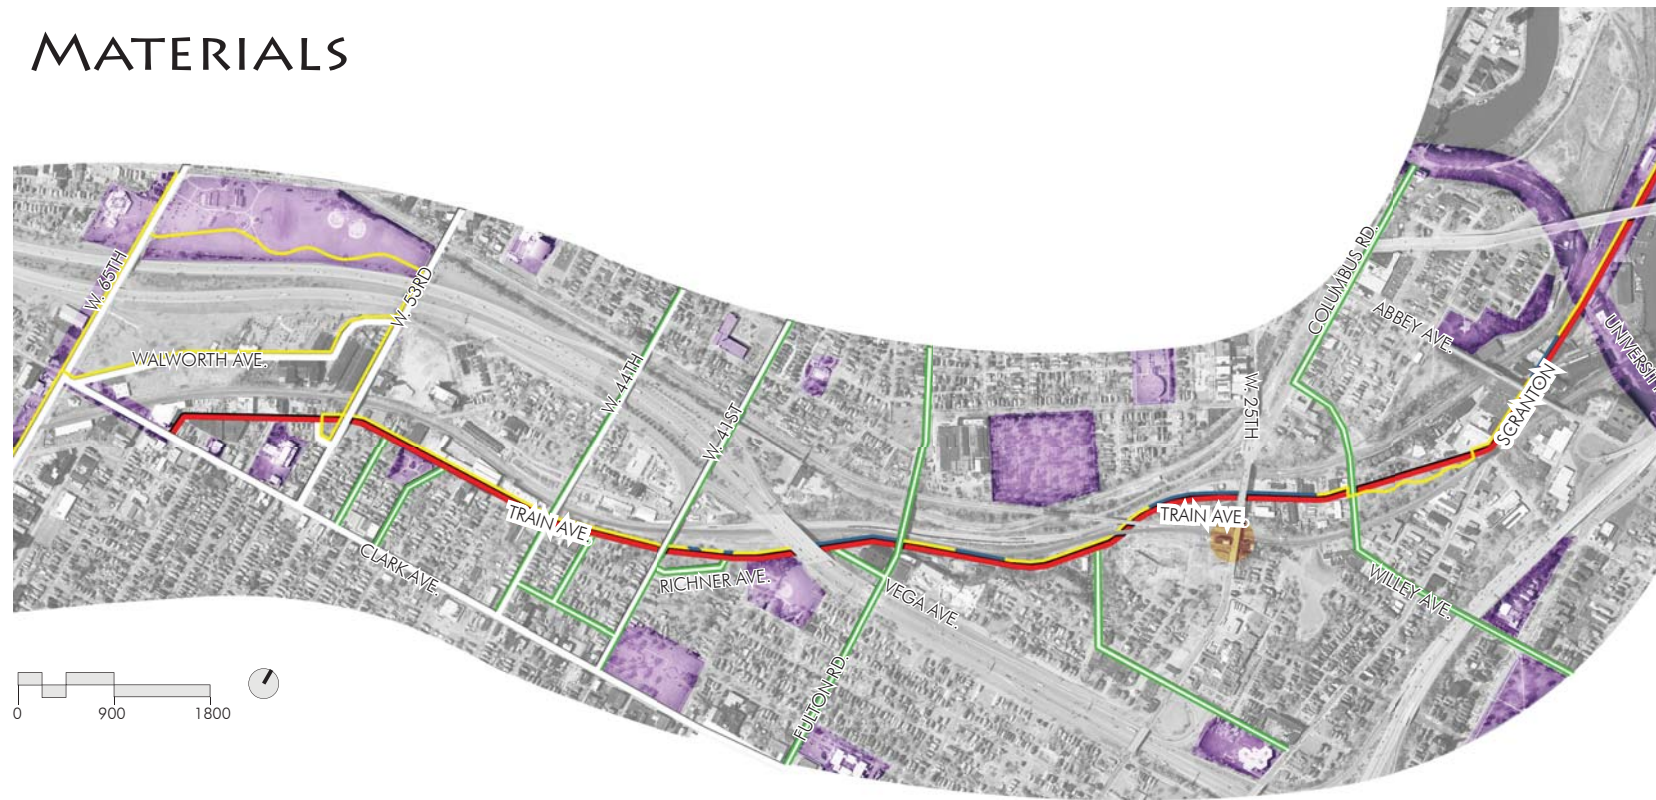 MATERIALS
W. 65TH
W. 53RD
WALWORTH AVE.
W. 44TH
W. 41ST
COLUMBUS RD.
ABBEY AVE.
W. 25TH
SCRANTON
TRAIN AVE.
TRAIN AVE.
CLARK AVE.
RICHNER AVE.
VEGA AVE.
WILLEY AVE.
FULTON RD.
0 900 1800